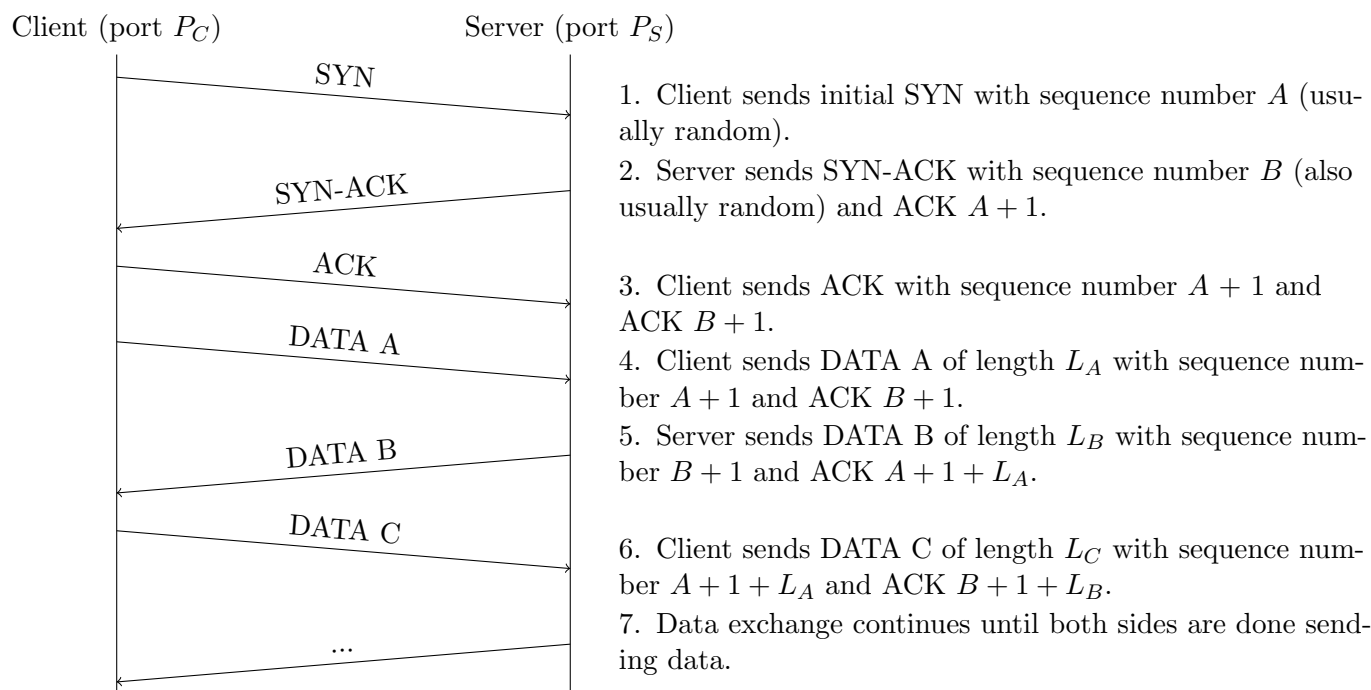 Client (port P_C) Server (port P_S)
SYN
1. Client sends initial SYN with sequence number A (usu-
ally random).
2. Server sends SYN-ACK with sequence number B (also
usually random) and ACK A + 1.
SYN-ACK
ACK
3. Client sends ACK with sequence number A + 1 and
ACK B + 1.
DATA A
4. Client sends DATA A of length L_A with sequence num-
ber A + 1 and ACK B + 1.
DATA B
5. Server sends DATA B of length L_B with sequence num-
ber B + 1 and ACK A + 1 + L_A.
DATA C
6. Client sends DATA C of length L_C with sequence num-
ber A + 1 + L_A and ACK B + 1 + L_B.
7. Data exchange continues until both sides are done send-
ing data.
...